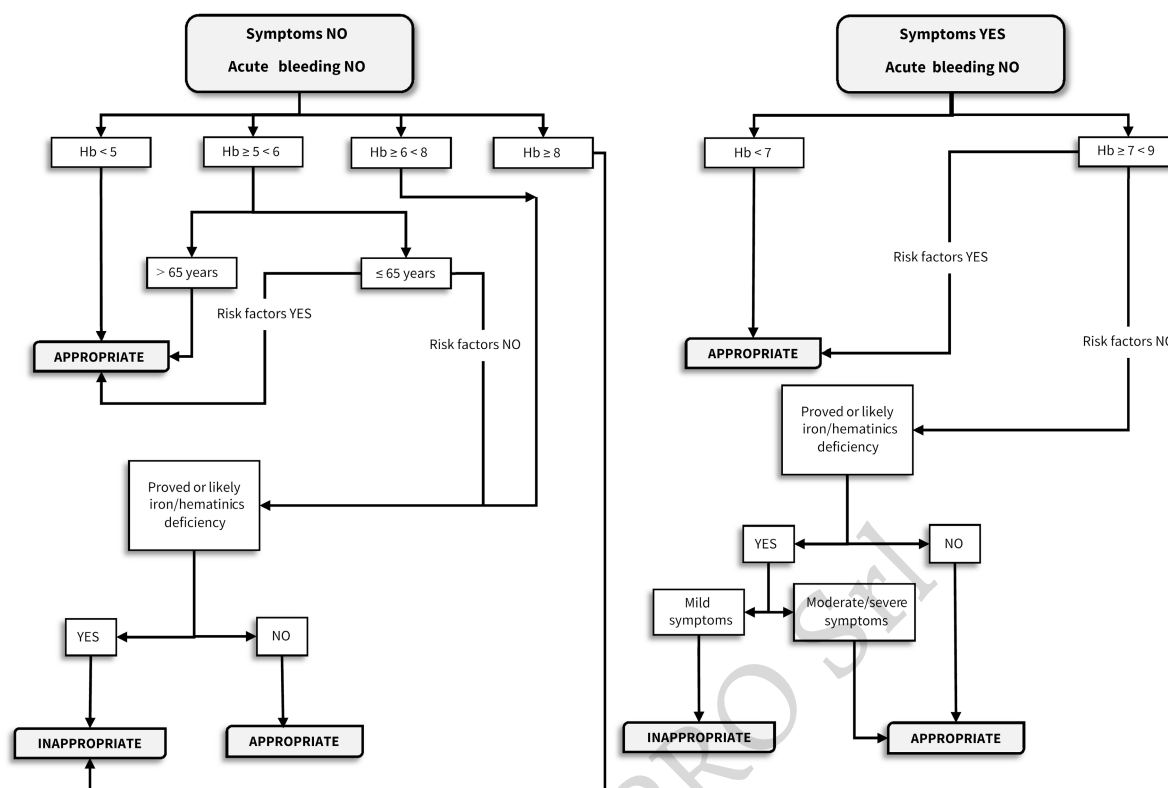 Symptoms NO
Acute bleeding NO
Hb < 5
Hb ≥ 5 < 6
Hb ≥ 6 < 8
Hb ≥ 8
> 65 years
≤ 65 years
Risk factors YES
Risk factors NO
APPROPRIATE
Proved or likely
iron/hematinics
deficiency
YES
NO
INAPPROPRIATE
APPROPRIATE
Symptoms YES
Acute bleeding NO
Hb < 7
Hb ≥ 7 < 9
Risk factors YES
Risk factors NO
APPROPRIATE
Proved or likely
iron/hematinics
deficiency
YES
NO
Mild
symptoms
Moderate/severe
symptoms
INAPPROPRIATE
APPROPRIATE
PRO Srl